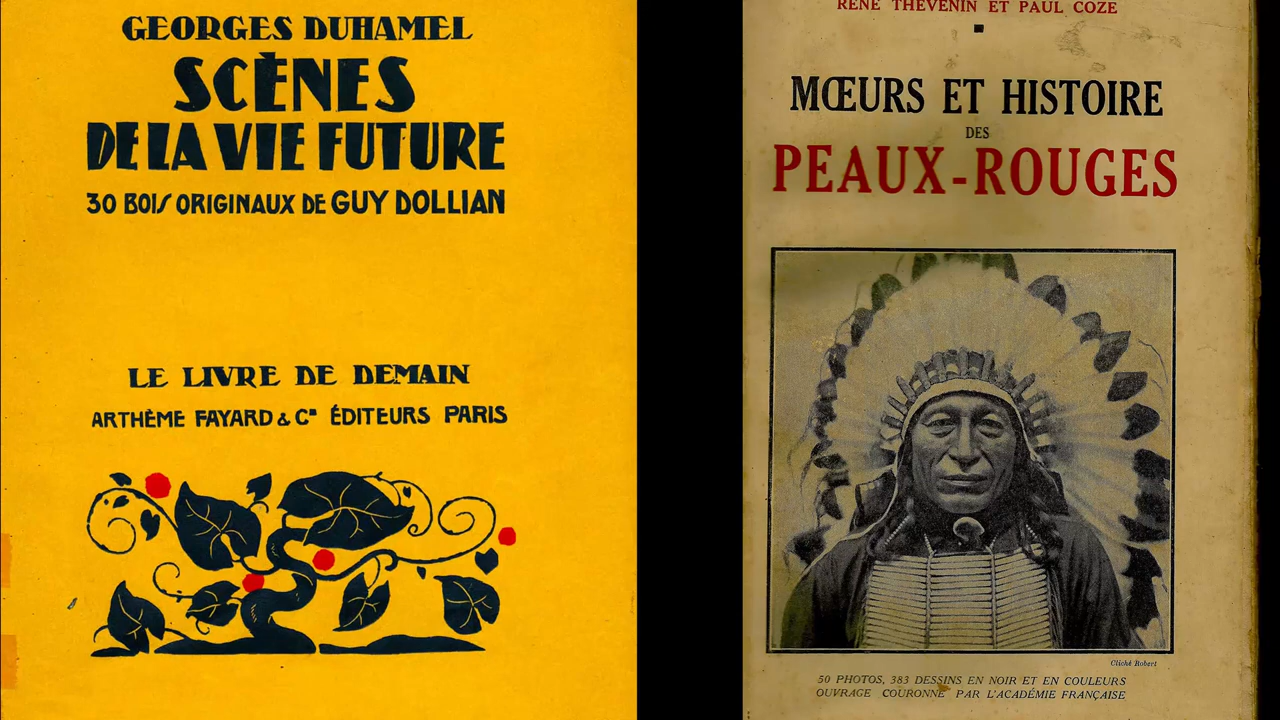 GEORGES DUHAMEL
SCÈNES
DE LA VIE FUTURE
30 BOIS ORIGINAUX DE GUY DOLLIAN
LE LIVRE DE DEMAIN
ARTHÈME FAYARD & Cie ÉDITEURS PARIS
RENÉ THÉVENIN ET PAUL COZE
MŒURS ET HISTOIRE
DES
PEAUX-ROUGES
Cliché Robert
50 PHOTOS, 383 DESSINS EN NOIR ET EN COULEURS
OUVRAGE COURONNÉ PAR L'ACADÉMIE FRANÇAISE